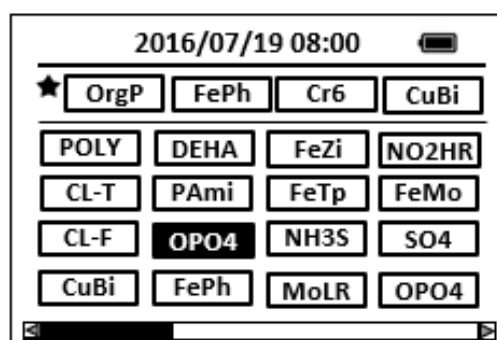 2016/07/19 08:00
OrgP FePh Cr6 CuBi
POLY DEHA FeZi NO2HR
CL-T PAmi FeTp FeMo
CL-F OPO4 NH3S SO4
CuBi FePh MoLR OPO4